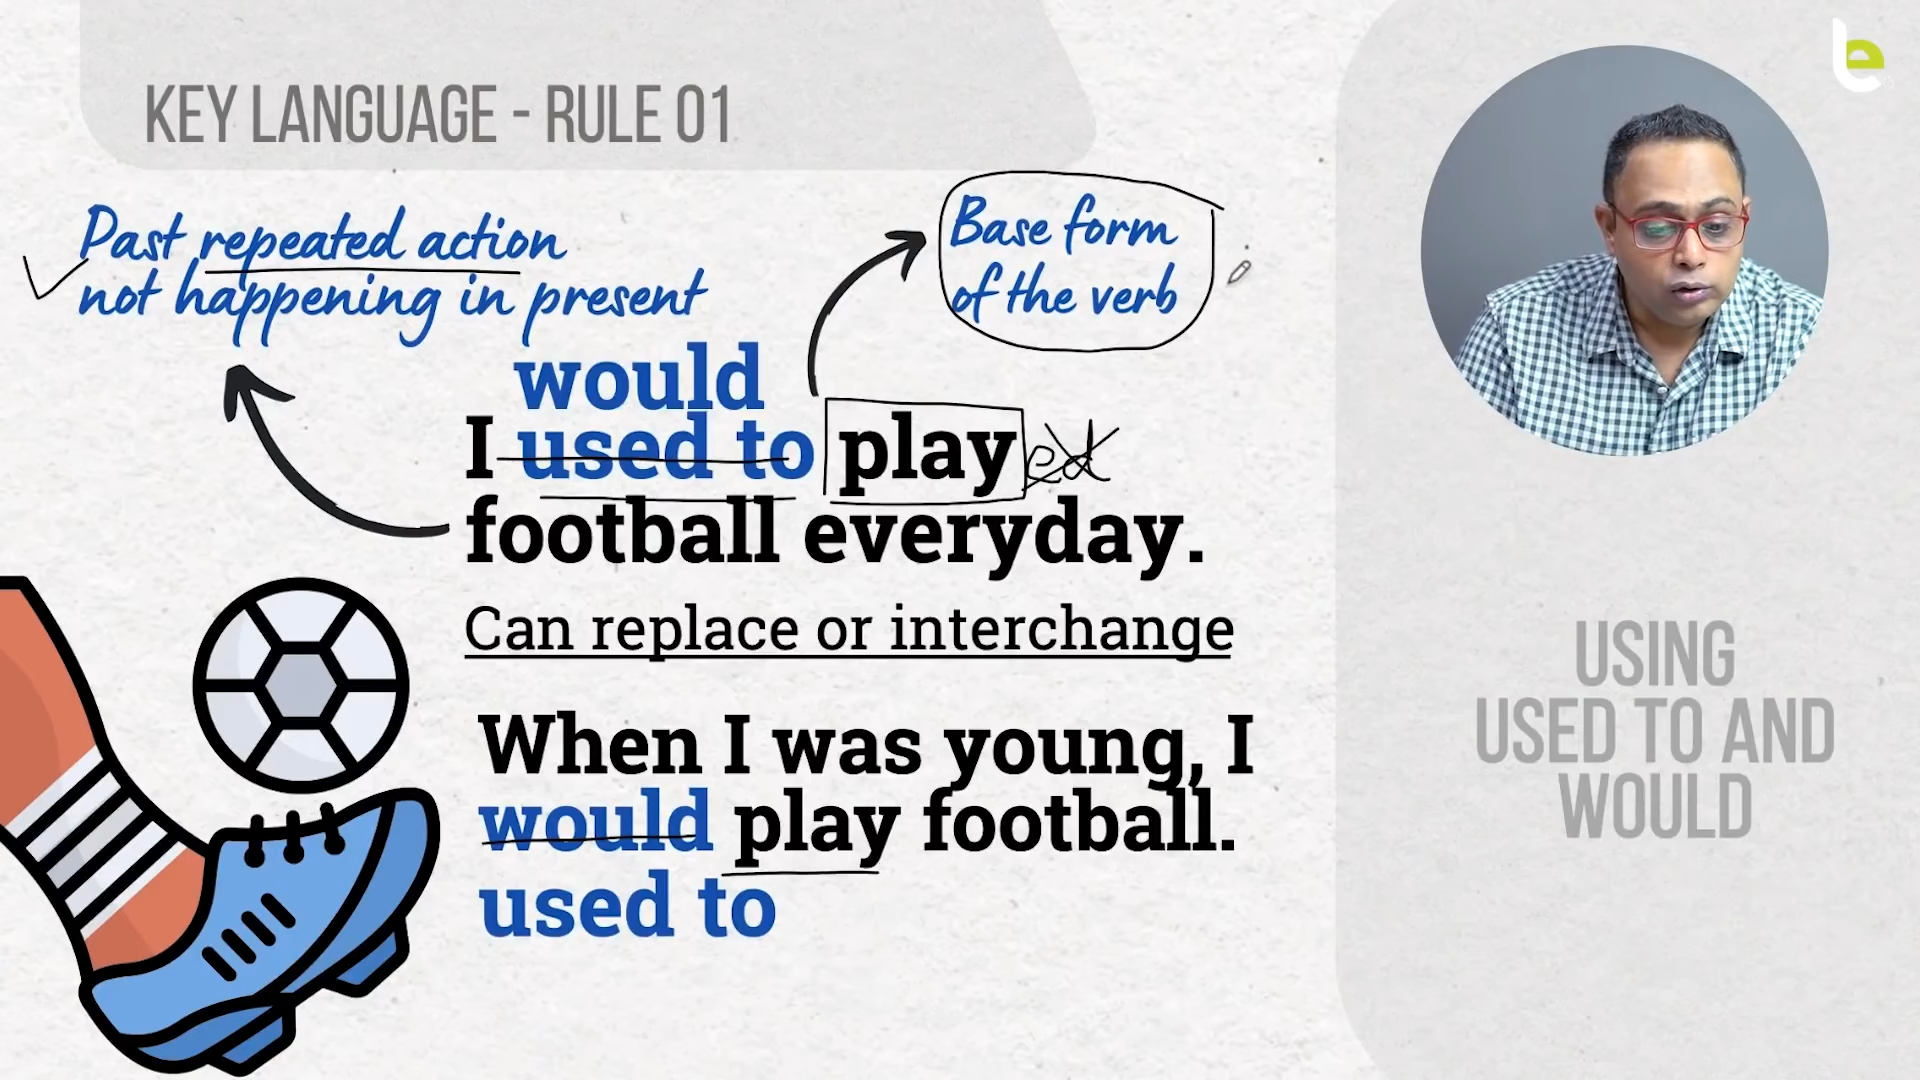 be
KEY LANGUAGE - RULE 01
Past repeated action
not happening in present
Base form
of the verb
would
I used to played
football everyday.
Can replace or interchange
When I was young, I
would play football.
used to
USING
USED TO AND
WOULD